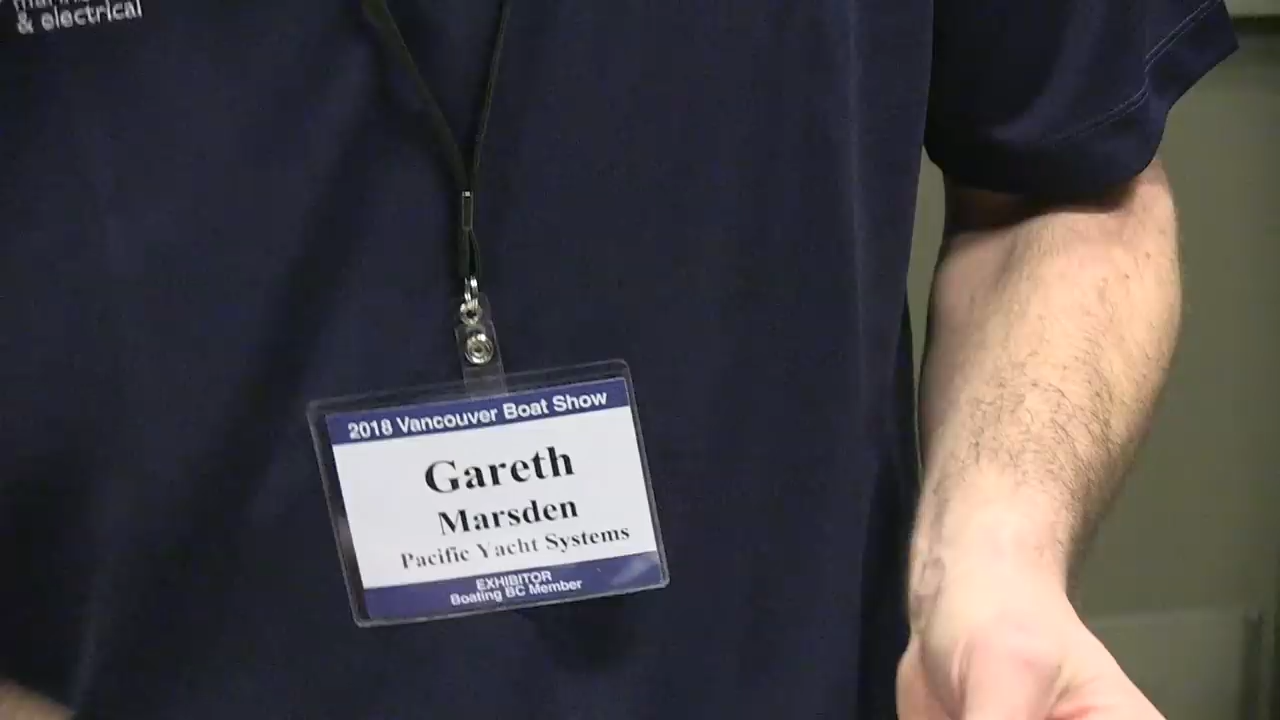 & electrical
2018 Vancouver Boat Show
Gareth
Marsden
Pacific Yacht Systems
EXHIBITOR
Boating BC Member